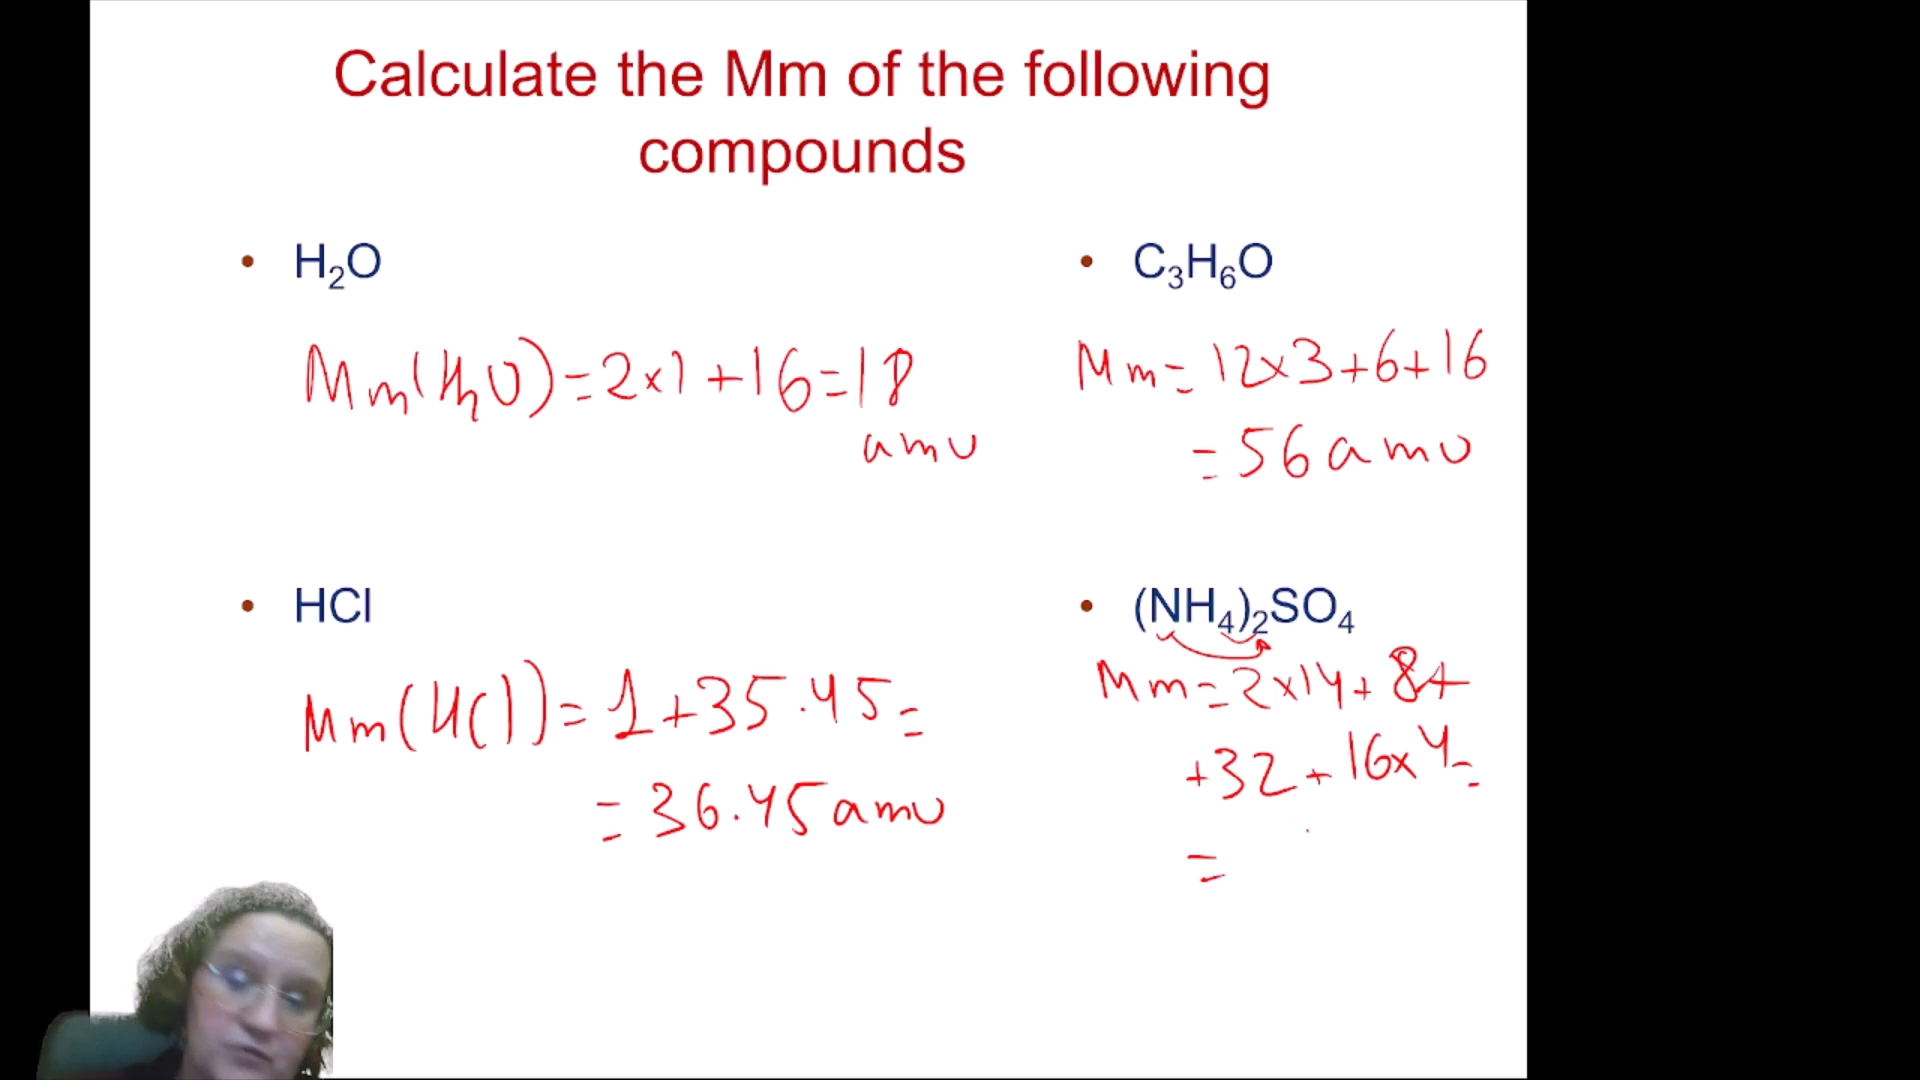 Calculate the Mm of the following
compounds
• H₂O
Mm(H₂O)=2x1+16=18
amu
• HCl
Mm(HCl)=1+35.45=
=36.45amu
• C₃H₆O
Mm=12x3+6+16
=56amu
• (NH₄)₂SO₄
Mm=2x14+8+
+32+16x4=
=